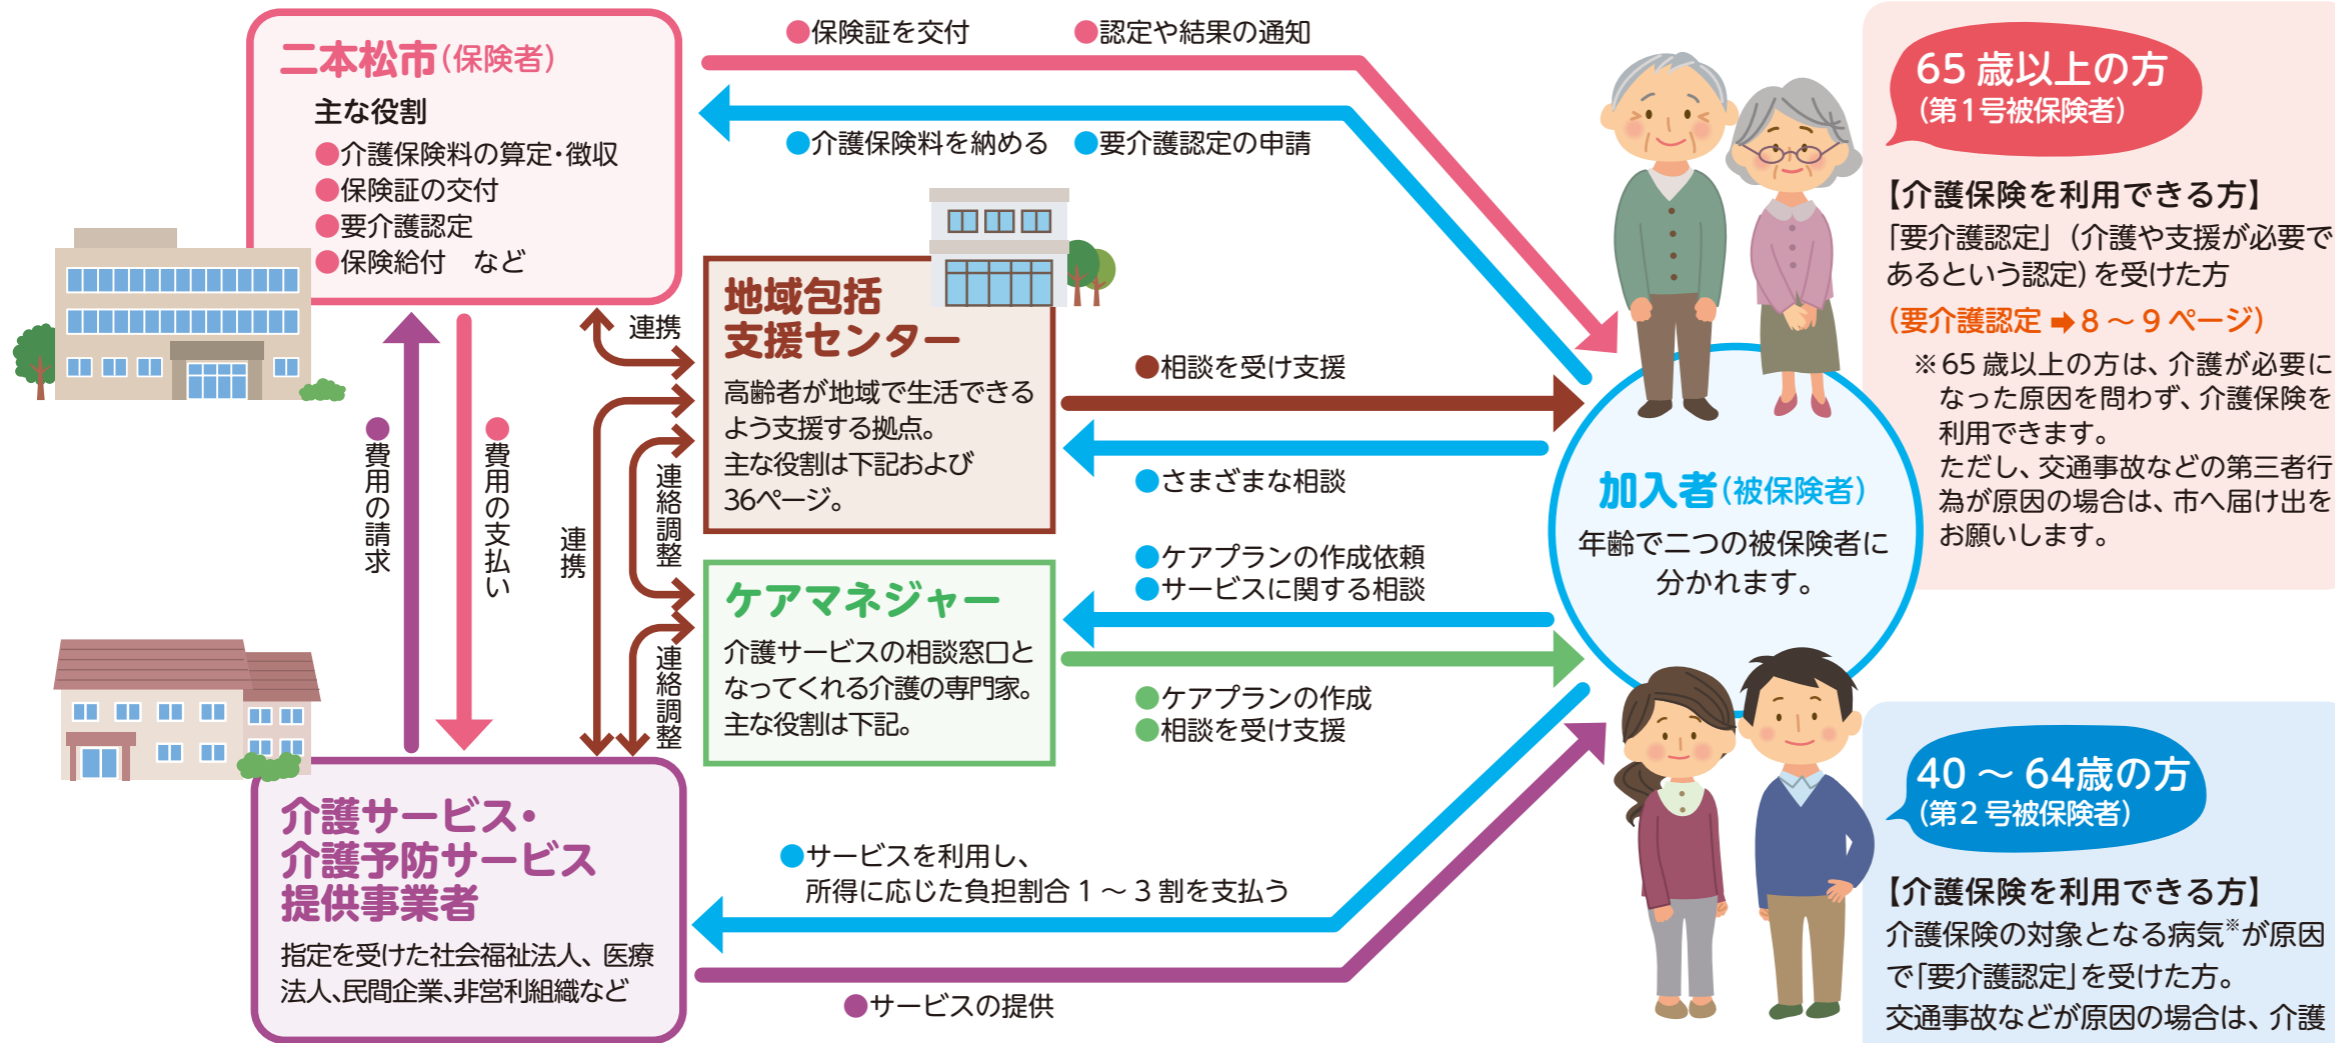 二本松市(保険者)
主な役割
●介護保険料の算定・徴収
●保険証の交付
●要介護認定
●保険給付　など
●保険証を交付
●認定や結果の通知
●介護保険料を納める
●要介護認定の申請
連携
●費用の請求
●費用の支払い
連携
連絡調整
連絡調整
地域包括
支援センター
高齢者が地域で生活できる
よう支援する拠点。
主な役割は下記および
36ページ。
●相談を受け支援
●さまざまな相談
ケアマネジャー
介護サービスの相談窓口と
なってくれる介護の専門家。
主な役割は下記。
●ケアプランの作成依頼
●サービスに関する相談
●ケアプランの作成
●相談を受け支援
介護サービス・
介護予防サービス
提供事業者
指定を受けた社会福祉法人、医療
法人、民間企業、非営利組織など
●サービスを利用し、
所得に応じた負担割合1～3割を支払う
●サービスの提供
加入者(被保険者)
年齢で二つの被保険者に
分かれます。
65歳以上の方
(第1号被保険者)
【介護保険を利用できる方】
「要介護認定」(介護や支援が必要で
あるという認定)を受けた方
(要介護認定➡8～9ページ)
※65歳以上の方は、介護が必要に
なった原因を問わず、介護保険を
利用できます。
ただし、交通事故などの第三者行
為が原因の場合は、市へ届け出を
お願いします。
40～64歳の方
(第2号被保険者)
【介護保険を利用できる方】
介護保険の対象となる病気※が原因
で「要介護認定」を受けた方。
交通事故などが原因の場合は、介護